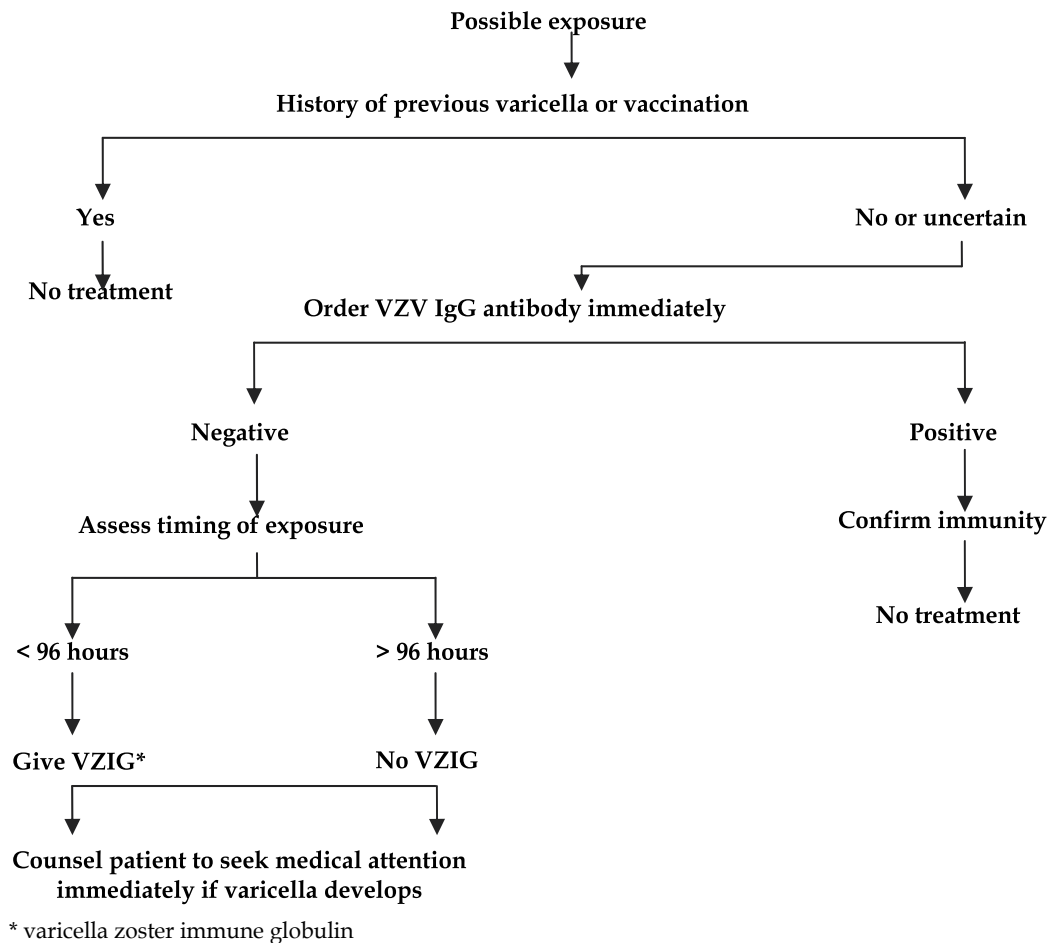 Possible exposure
History of previous varicella or vaccination
Yes
No or uncertain
No treatment
Order VZV IgG antibody immediately
Negative
Positive
Assess timing of exposure
Confirm immunity
No treatment
< 96 hours
> 96 hours
Give VZIG*
No VZIG
Counsel patient to seek medical attention
immediately if varicella develops
* varicella zoster immune globulin